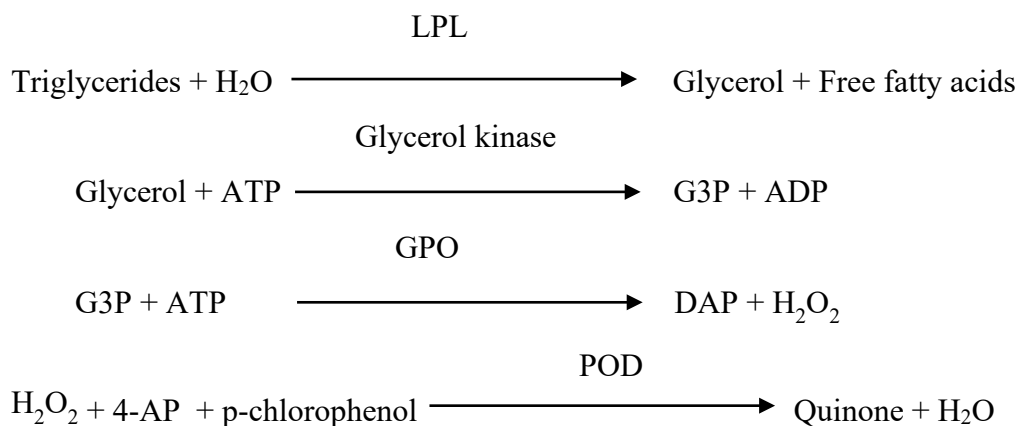 LPL
Triglycerides + H₂O Glycerol + Free fatty acids
Glycerol kinase
Glycerol + ATP G3P + ADP
GPO
G3P + ATP DAP + H₂O₂
POD
H₂O₂ + 4-AP + p-chlorophenol Quinone + H₂O